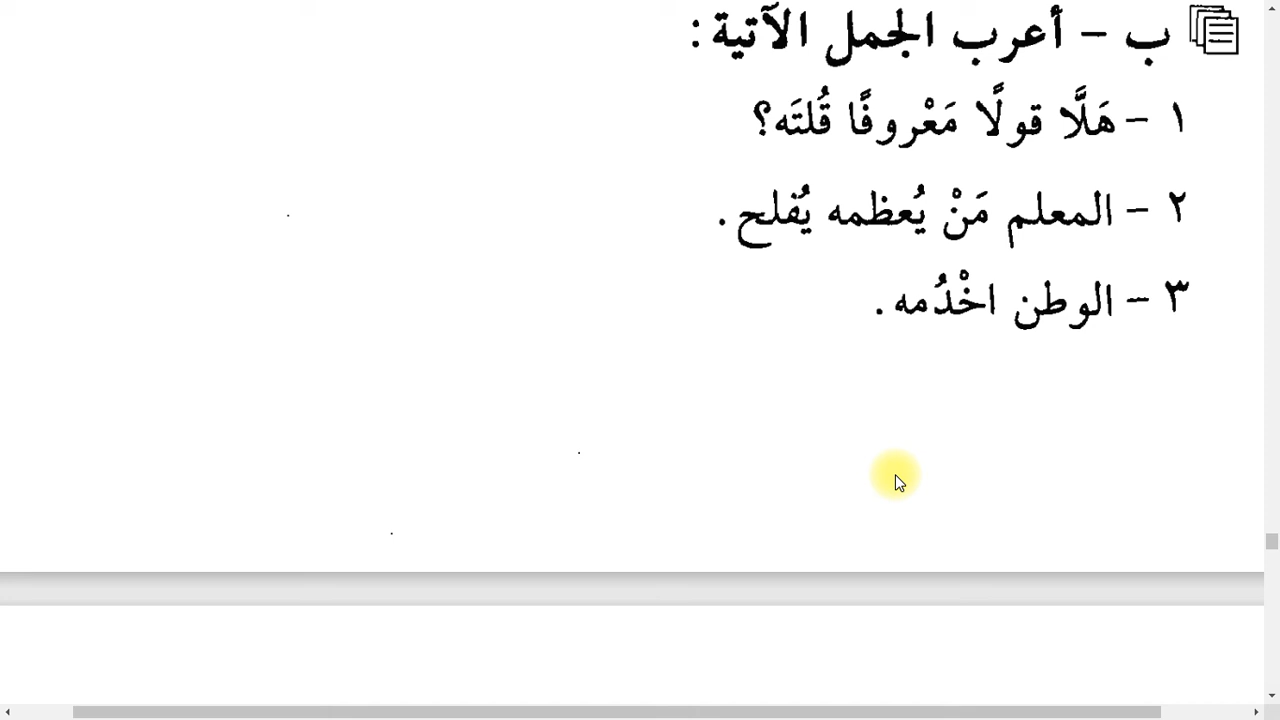 ب - أعرب الجمل الآتية :
١ - هَلَّا قولًا مَعْروفًا قُلتَه؟
٢ - المعلم مَنْ يُعظمه يُفلح .
٣ - الوطن اخْدُمه .